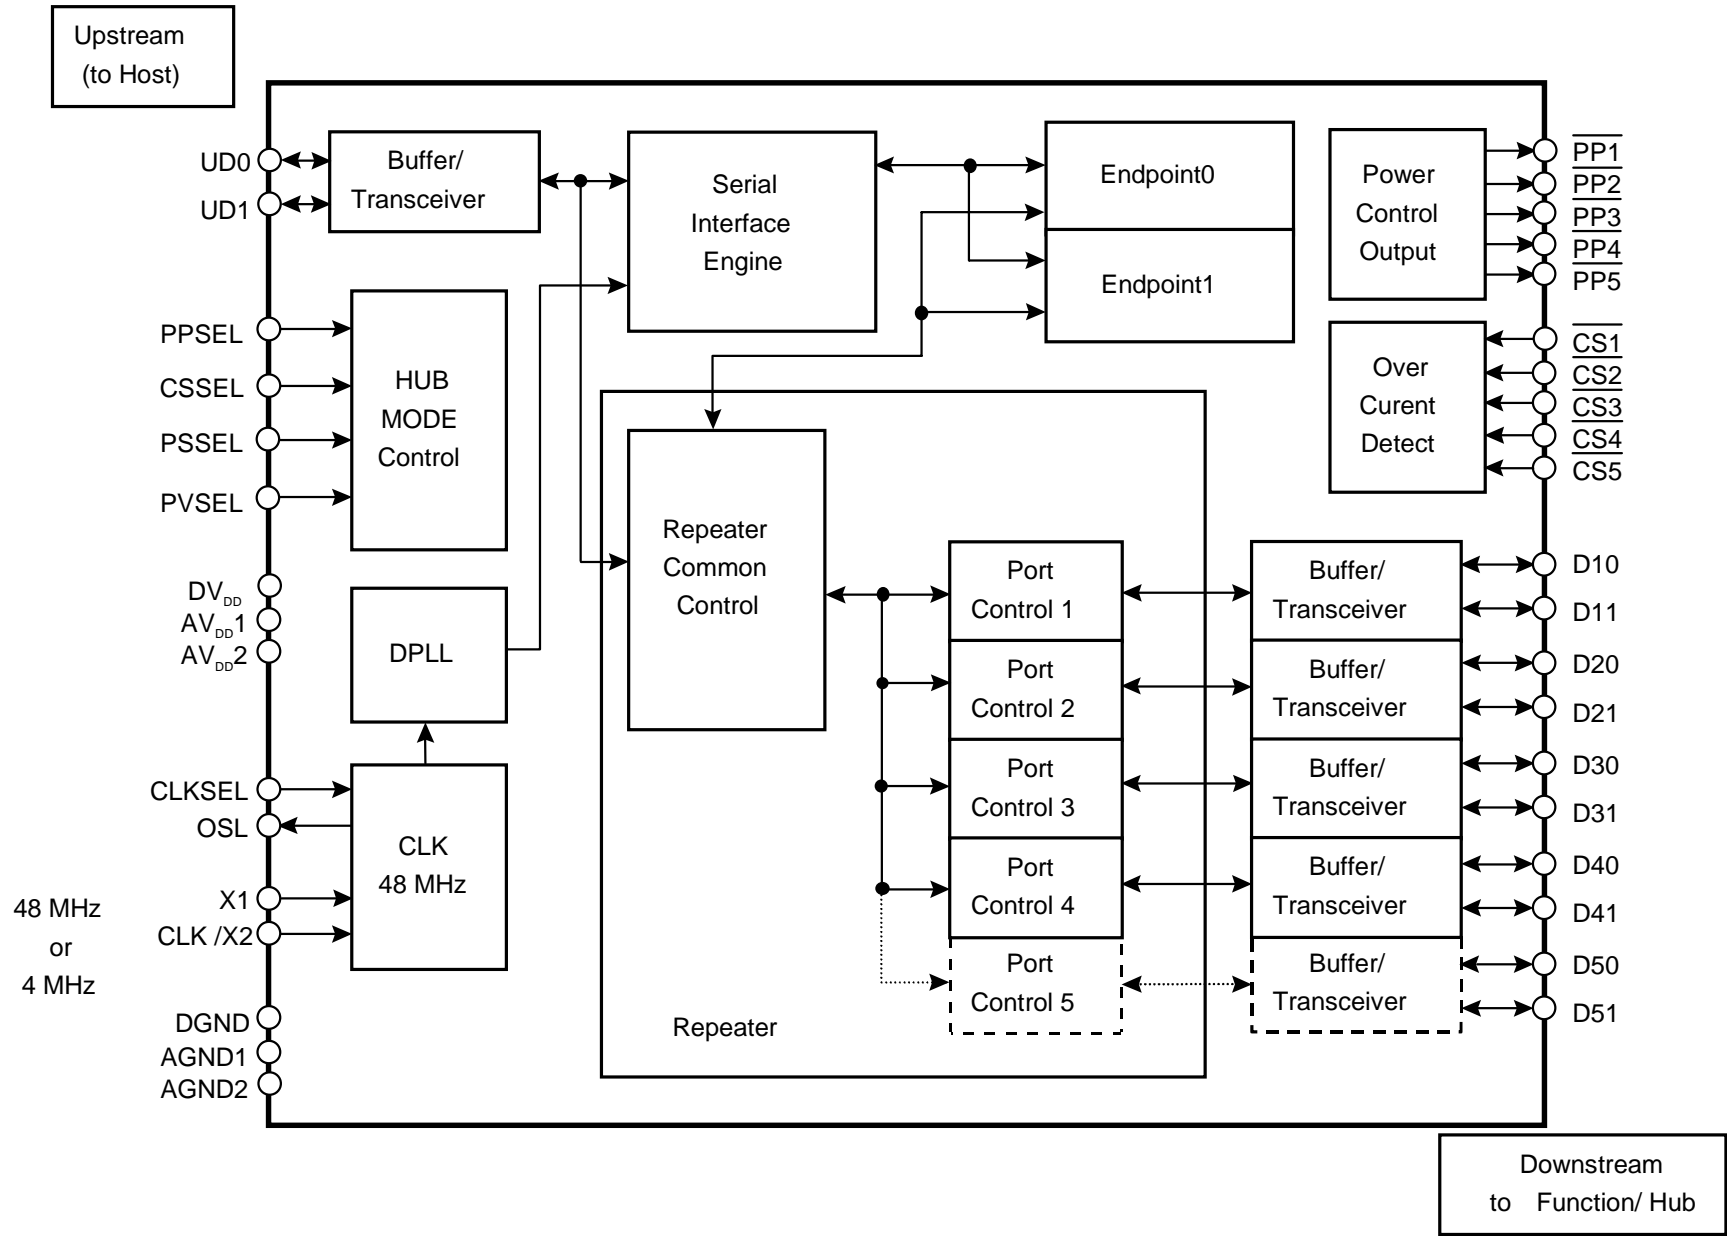 Upstream
(to Host)
UD0
UD1
Buffer/
Transceiver
Serial
Interface
Engine
Endpoint0
Endpoint1
Power
Control
Output
PP1
PP2
PP3
PP4
PP5
PPSEL
CSSEL
PSSEL
PVSEL
HUB
MODE
Control
Over
Curent
Detect
CS1
CS2
CS3
CS4
CS5
DVDD
AVDD1
AVDD2
DPLL
Repeater
Common
Control
Port
Control 1
Port
Control 2
Port
Control 3
Port
Control 4
Port
Control 5
Repeater
Buffer/
Transceiver
Buffer/
Transceiver
Buffer/
Transceiver
Buffer/
Transceiver
Buffer/
Transceiver
D10
D11
D20
D21
D30
D31
D40
D41
D50
D51
CLKSEL
OSL
X1
CLK /X2
CLK
48 MHz
48 MHz
or
4 MHz
DGND
AGND1
AGND2
Downstream
to Function/ Hub